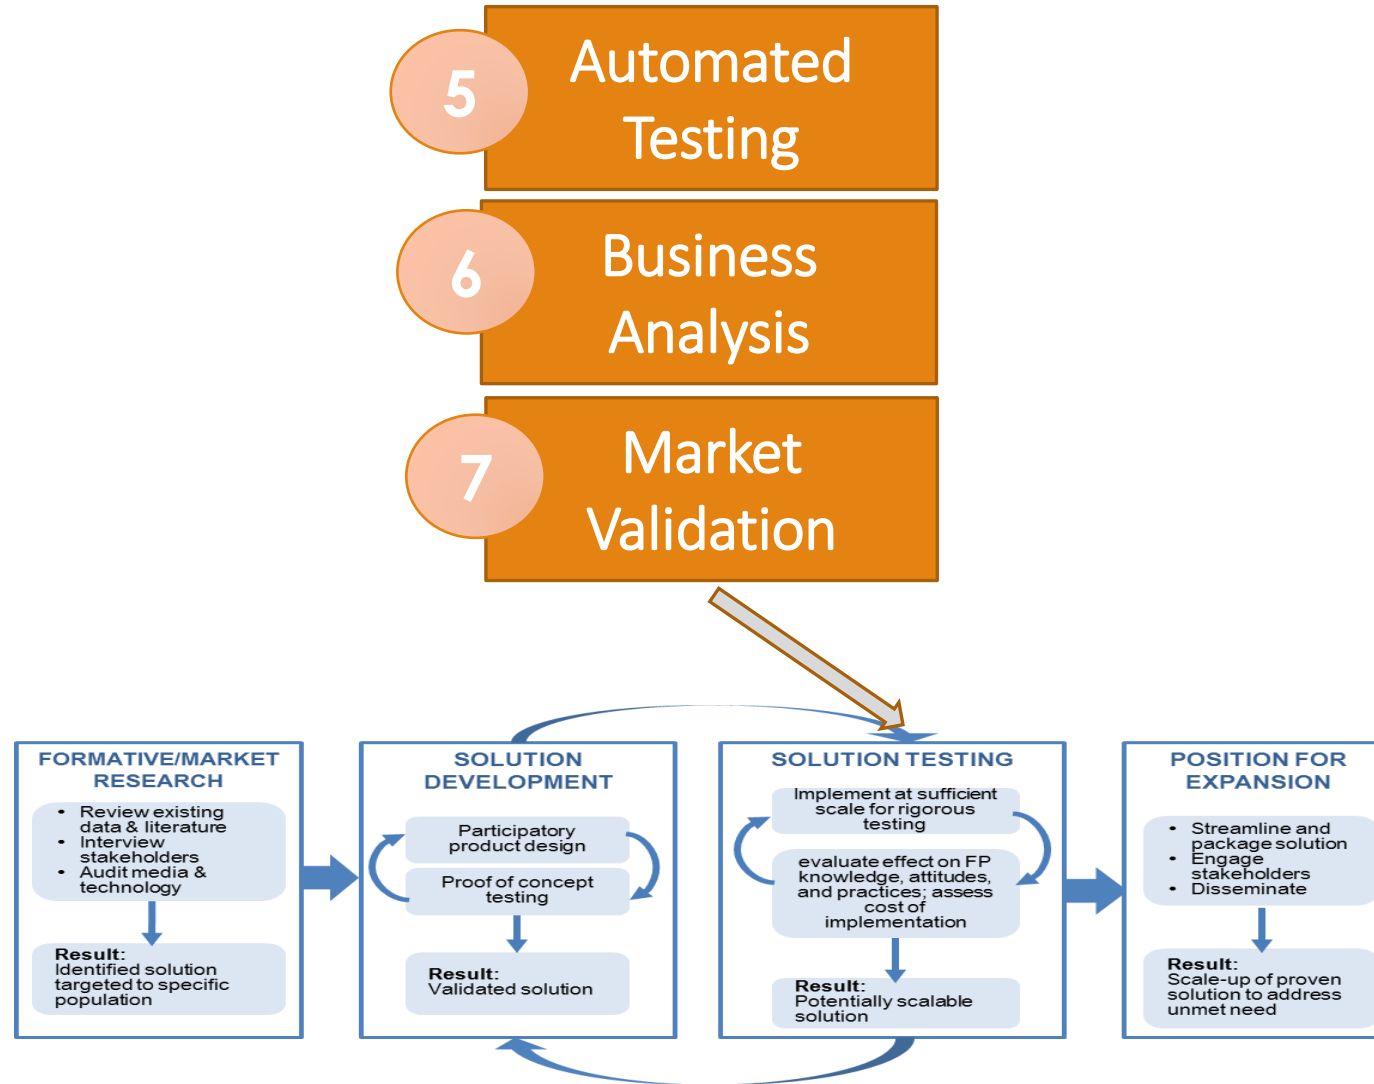 5
Automated
Testing
6
Business
Analysis
7
Market
Validation
FORMATIVE/MARKET
RESEARCH
• Review existing
data & literature
• Interview
stakeholders
• Audit media &
technology
Result:
Identified solution
targeted to specific
population
SOLUTION
DEVELOPMENT
Participatory
product design
Proof of concept
testing
Result:
Validated solution
SOLUTION TESTING
Implement at sufficient
scale for rigorous
testing
evaluate effect on FP
knowledge, attitudes,
and practices; assess
cost of
implementation
Result:
Potentially scalable
solution
POSITION FOR
EXPANSION
• Streamline and
package solution
• Engage
stakeholders
• Disseminate
Result:
Scale-up of proven
solution to address
unmet need